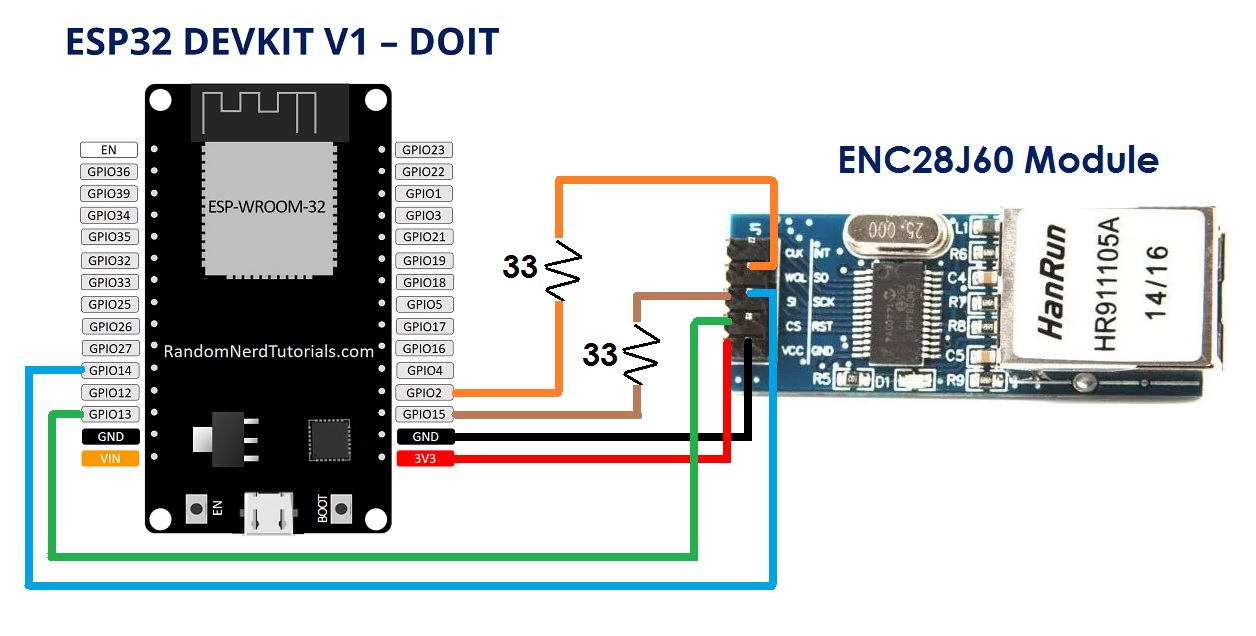 ESP32 DEVKIT V1 – DOIT
EN
GPIO36
GPIO39
GPIO34
GPIO35
GPIO32
GPIO33
GPIO25
GPIO26
GPIO27
GPIO14
GPIO12
GPIO13
GND
VIN
ESP-WROOM-32
RandomNerdTutorials.com
EN
BOOT
GPIO23
GPIO22
GPIO1
GPIO3
GPIO21
GPIO19
GPIO18
GPIO5
GPIO17
GPIO16
GPIO4
GPIO2
GPIO15
GND
3V3
33
33
ENC28J60 Module
CLK INT
WOL SO
SI SCK
CS RST
VCC GND
25.000
L1
R6
C4
R7
R8
C5
R5
D1
R9
HanRun
HR911105A
14/16